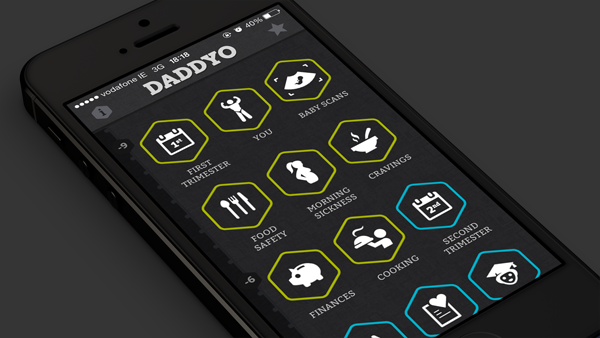 vodafone IE 3G 18:18 40%
DADDYO
i
-9
1st
FIRST
TRIMESTER
YOU
BABY SCANS
FOOD
SAFETY
MORNING
SICKNESS
CRAVINGS
-6
FINANCES
COOKING
2nd
SECOND
TRIMESTER